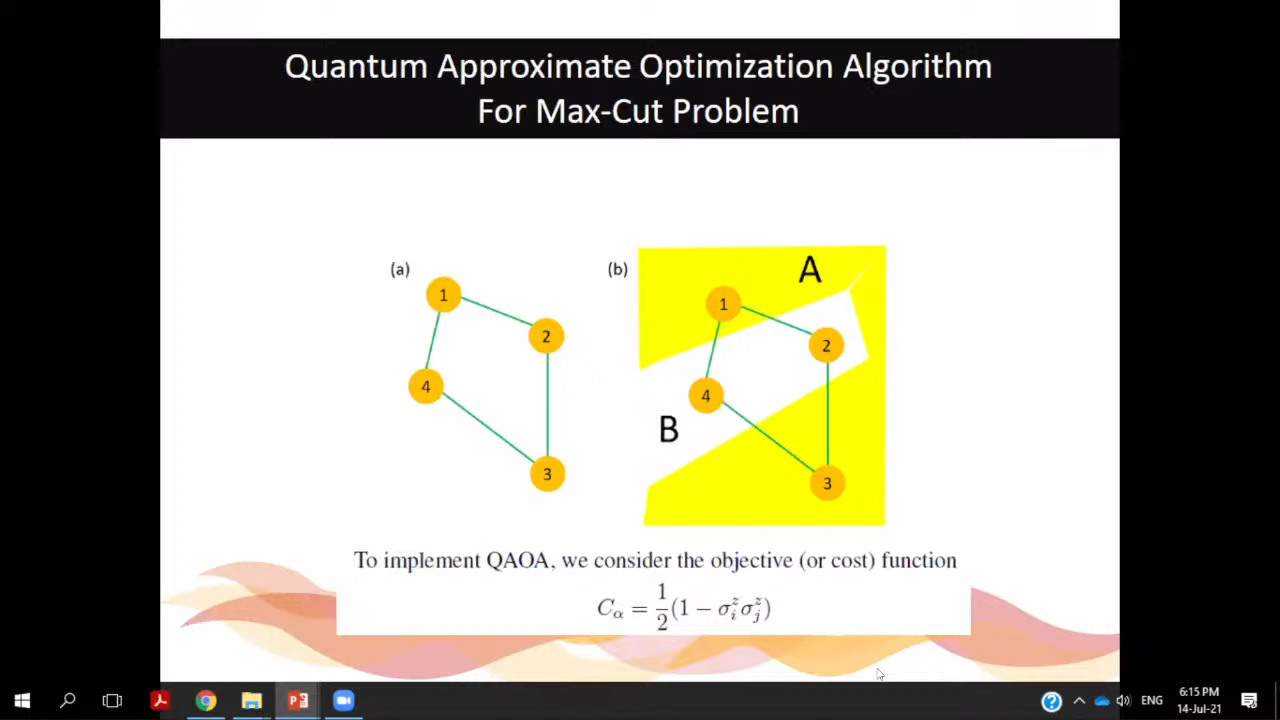 Quantum Approximate Optimization Algorithm
For Max-Cut Problem
(a)
1
2
4
3
(b)
A
1
2
4
B
3
To implement QAOA, we consider the objective (or cost) function
C_α = 1/2 (1 − σ_i^z σ_j^z)
ENG
6:15 PM
14-Jul-21